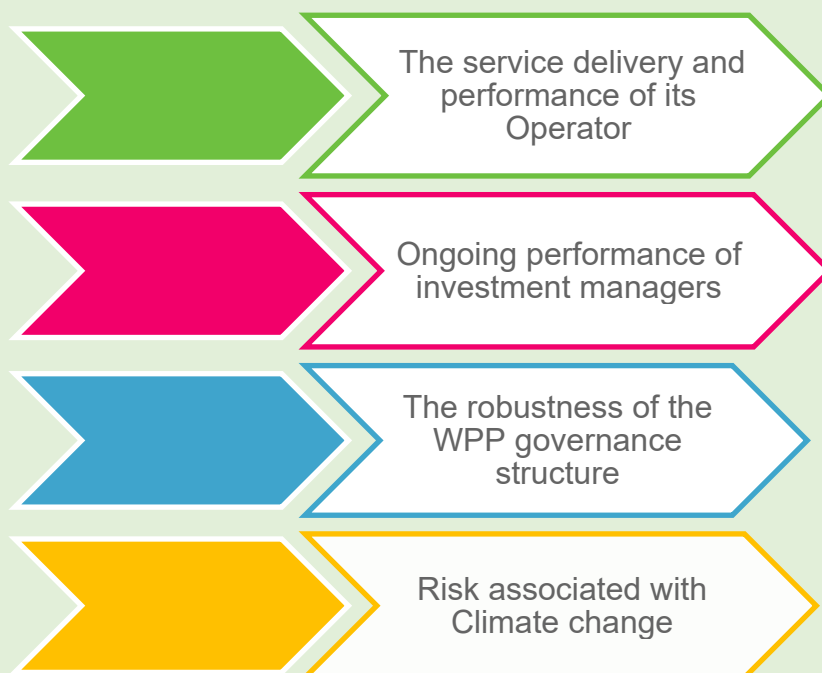 The service delivery and
performance of its
Operator
Ongoing performance of
investment managers
The robustness of the
WPP governance
structure
Risk associated with
Climate change